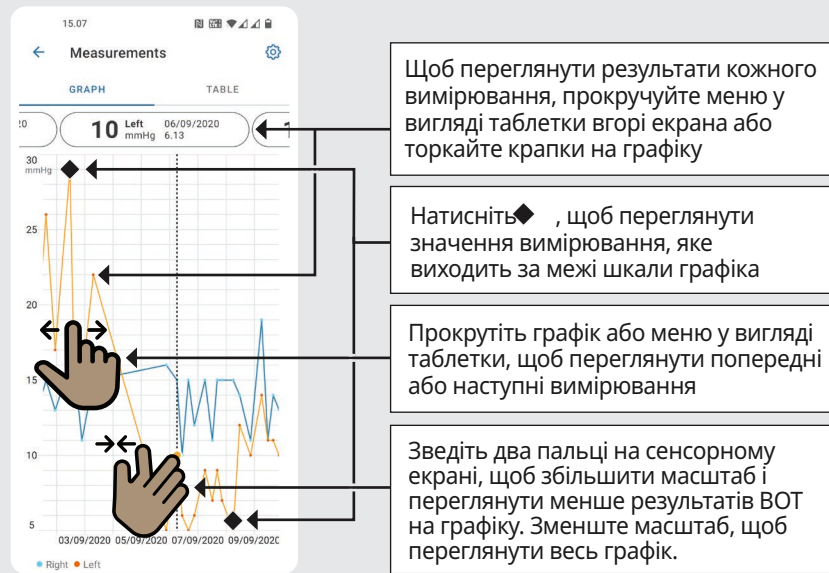 15.07
Measurements
GRAPH TABLE
20 10 Left mmHg 06/09/2020 6.13 1
30
mmHg
25
20
15
10
5
03/09/2020 05/09/2020 07/09/2020 09/09/2020
Right Left
Щоб переглянути результати кожного
вимірювання, прокручуйте меню у
вигляді таблетки вгорі екрана або
торкайте крапки на графіку
Натисніть◆ , щоб переглянути
значення вимірювання, яке
виходить за межі шкали графіка
Прокрутіть графік або меню у вигляді
таблетки, щоб переглянути попередні
або наступні вимірювання
Зведіть два пальці на сенсорному
екрані, щоб збільшити масштаб і
переглянути менше результатів ВОТ
на графіку. Зменште масштаб, щоб
переглянути весь графік.